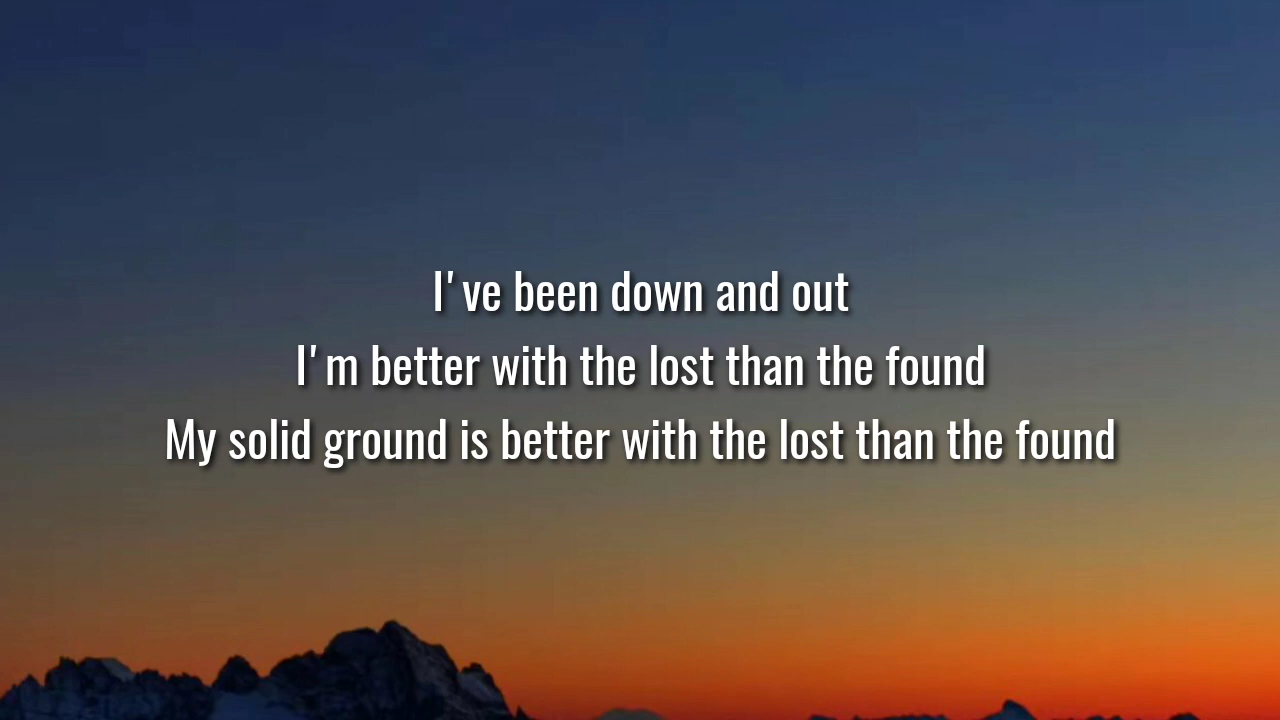 I've been down and out
I'm better with the lost than the found
My solid ground is better with the lost than the found